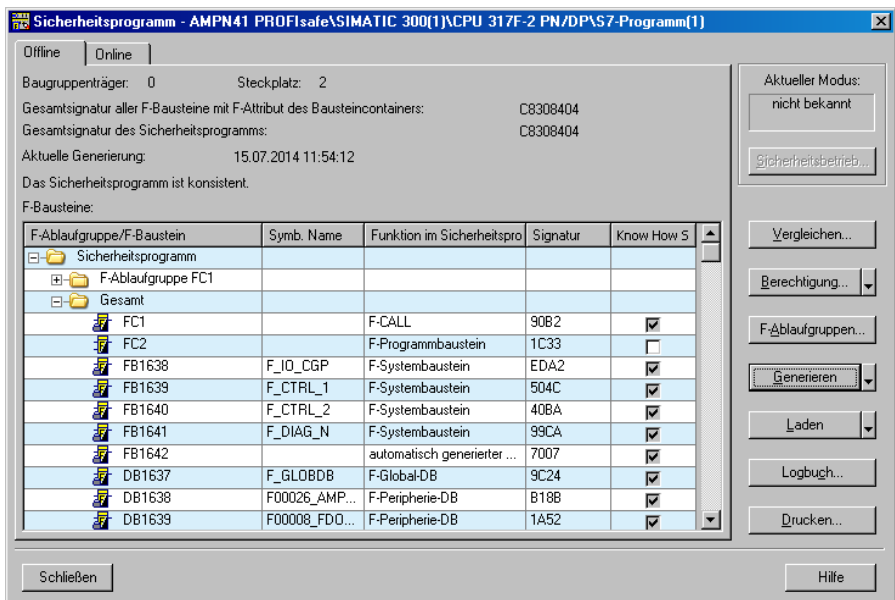 Sicherheitsprogramm - AMPN41 PROFIsafe\SIMATIC 300(1)\CPU 317F-2 PN/DP\S7-Programm(1)
Offline Online
Baugruppenträger: 0 Steckplatz: 2
Gesamtsignatur aller F-Bausteine mit F-Attribut des Bausteincontainers: C8308404
Gesamtsignatur des Sicherheitsprogramms: C8308404
Aktuelle Generierung: 15.07.2014 11:54:12
Das Sicherheitsprogramm ist konsistent.
F-Bausteine:
F-Ablaufgruppe/F-Baustein Symb. Name Funktion im Sicherheitspro Signatur Know How S
Sicherheitsprogramm
F-Ablaufgruppe FC1
Gesamt
FC1 F-CALL 90B2
FC2 F-Programmbaustein 1C33
FB1638 F_IO_CGP F-Systembaustein EDA2
FB1639 F_CTRL_1 F-Systembaustein 504C
FB1640 F_CTRL_2 F-Systembaustein 40BA
FB1641 F_DIAG_N F-Systembaustein 99CA
FB1642 automatisch generierter ... 7007
DB1637 F_GLOBDB F-Global-DB 9C24
DB1638 F00026_AMP... F-Peripherie-DB B18B
DB1639 F00008_FDO... F-Peripherie-DB 1A52
Aktueller Modus:
nicht bekannt
Sicherheitsbetrieb...
Vergleichen...
Berechtigung...
F-Ablaufgruppen...
Generieren
Laden
Logbuch...
Drucken...
Schließen Hilfe